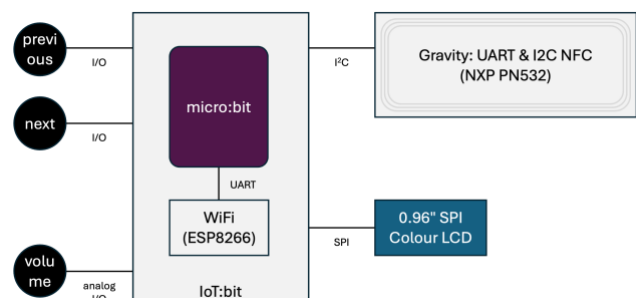 previ
ous
I/O
next
I/O
volu
me
analog
I/O
micro:bit
UART
WiFi
(ESP8266)
IoT:bit
I²C
Gravity: UART & I2C NFC
(NXP PN532)
SPI
0.96" SPI
Colour LCD